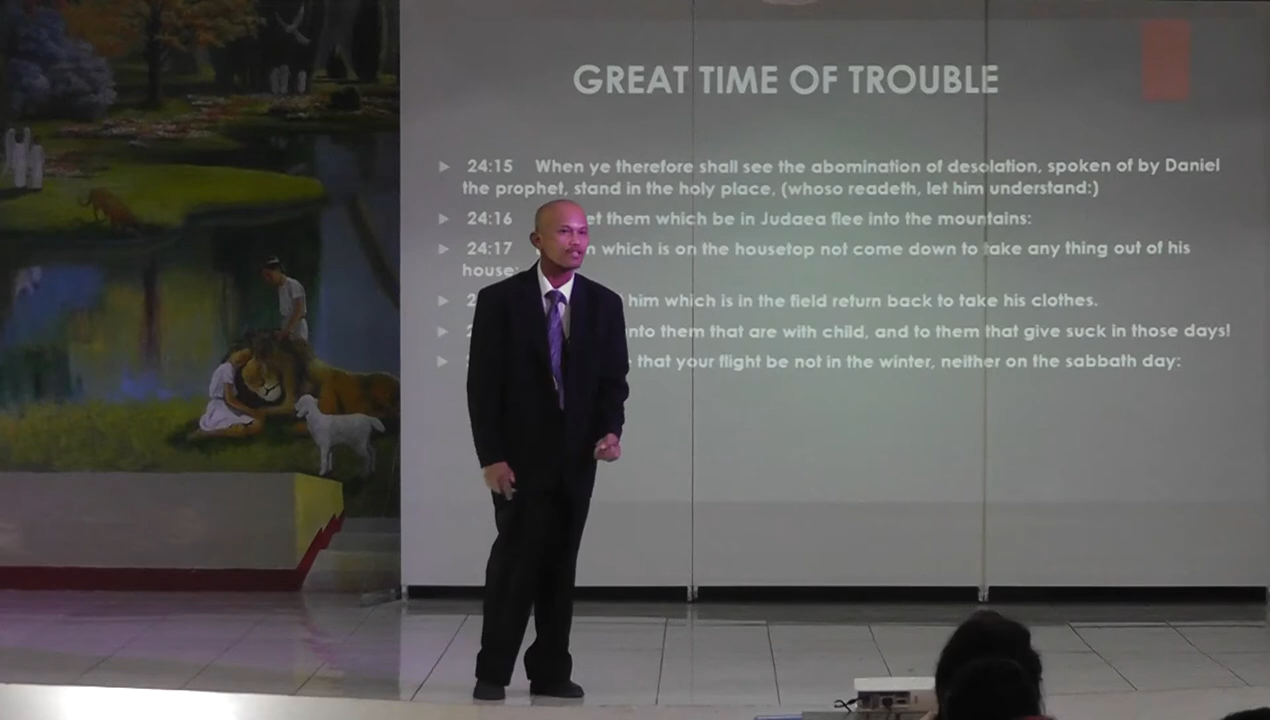 GREAT TIME OF TROUBLE
24:15 When ye therefore shall see the abomination of desolation, spoken of by Daniel
the prophet, stand in the holy place, (whoso readeth, let him understand:)
24:16 et them which be in Judaea flee into the mountains:
24:17 which is on the housetop not come down to take any thing out of his
house:
him which is in the field return back to take his clothes.
unto them that are with child, and to them that give suck in those days!
that your flight be not in the winter, neither on the sabbath day: